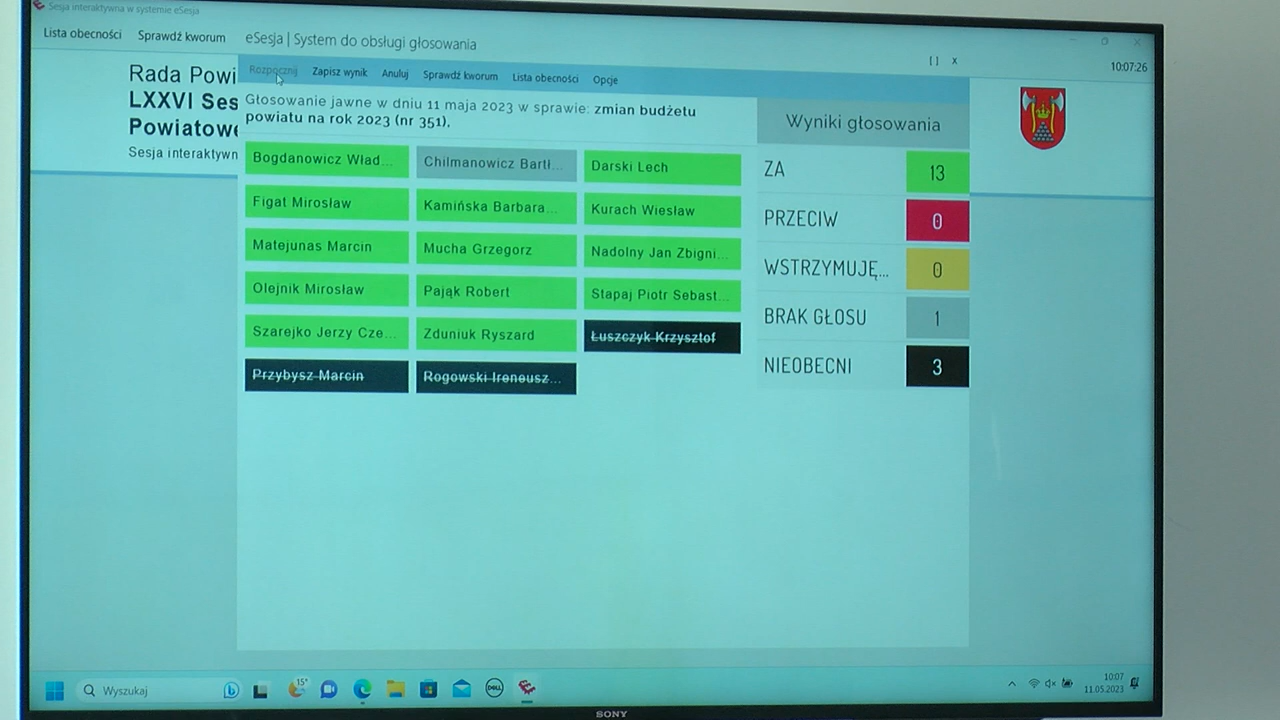 Sesja interaktywna w systemie eSesja
Lista obecności Sprawdź kworum eSesja | System do obsługi głosowania
[ ] x
10:07:26
Rozpocznij Zapisz wynik Anuluj Sprawdź kworum Lista obecności Opcje
Rada Powi
LXXVI Ses
Powiatowe
Sesja interaktywn
Głosowanie jawne w dniu 11 maja 2023 w sprawie: zmian budżetu
powiatu na rok 2023 (nr 351),
Bogdanowicz Wład... Chilmanowicz Bartł... Darski Lech
Figat Mirosław Kamińska Barbara... Kurach Wiesław
Matejunas Marcin Mucha Grzegorz Nadolny Jan Zbigni...
Olejnik Mirosław Pająk Robert Stapaj Piotr Sebast...
Szarejko Jerzy Cze... Zduniuk Ryszard Łuszczyk Krzysztof
Przybysz Marcin Rogowski Ireneusz...
Wyniki głosowania
ZA 13
PRZECIW 0
WSTRZYMUJĘ... 0
BRAK GŁOSU 1
NIEOBECNI 3
Wyszukaj
15°
DELL
10:07
11.05.2023
SONY